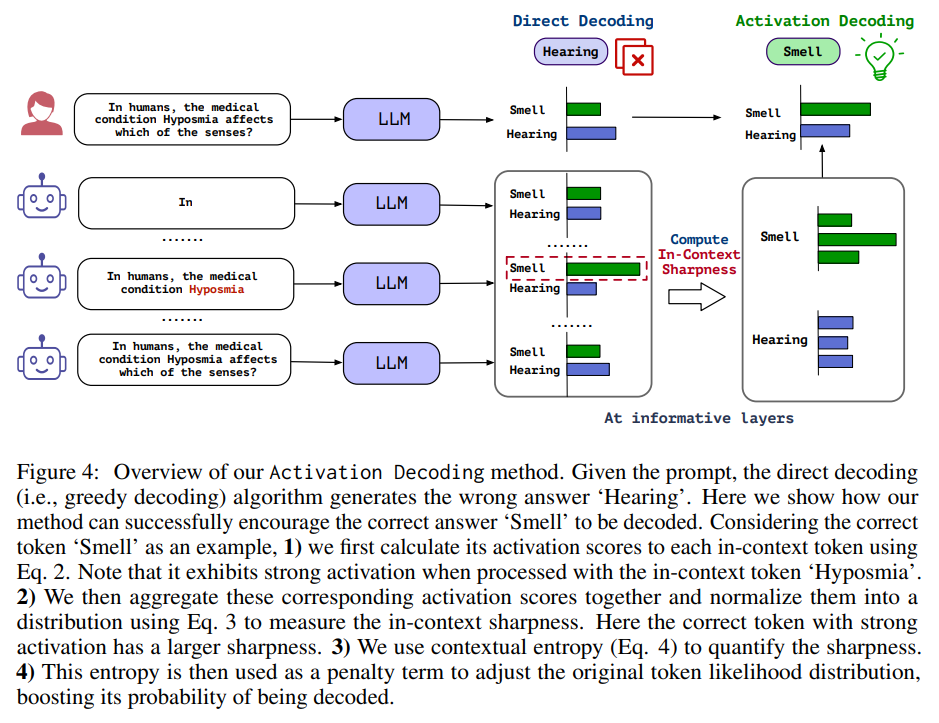 Direct Decoding
Activation Decoding
Hearing
Smell
In humans, the medical
condition Hyposmia affects
which of the senses?
LLM
Smell
Hearing
Smell
Hearing
In
LLM
Smell
Hearing
.......
.......
In humans, the medical
condition Hyposmia
LLM
Smell
Hearing
.......
.......
In humans, the medical
condition Hyposmia affects
which of the senses?
LLM
Smell
Hearing
Compute
In-Context
Sharpness
Smell
Hearing
At informative layers
Figure 4: Overview of our Activation Decoding method. Given the prompt, the direct decoding
(i.e., greedy decoding) algorithm generates the wrong answer ‘Hearing’. Here we show how our
method can successfully encourage the correct answer ‘Smell’ to be decoded. Considering the correct
token ‘Smell’ as an example, 1) we first calculate its activation scores to each in-context token using
Eq. 2. Note that it exhibits strong activation when processed with the in-context token ‘Hyposmia’.
2) We then aggregate these corresponding activation scores together and normalize them into a
distribution using Eq. 3 to measure the in-context sharpness. Here the correct token with strong
activation has a larger sharpness. 3) We use contextual entropy (Eq. 4) to quantify the sharpness.
4) This entropy is then used as a penalty term to adjust the original token likelihood distribution,
boosting its probability of being decoded.